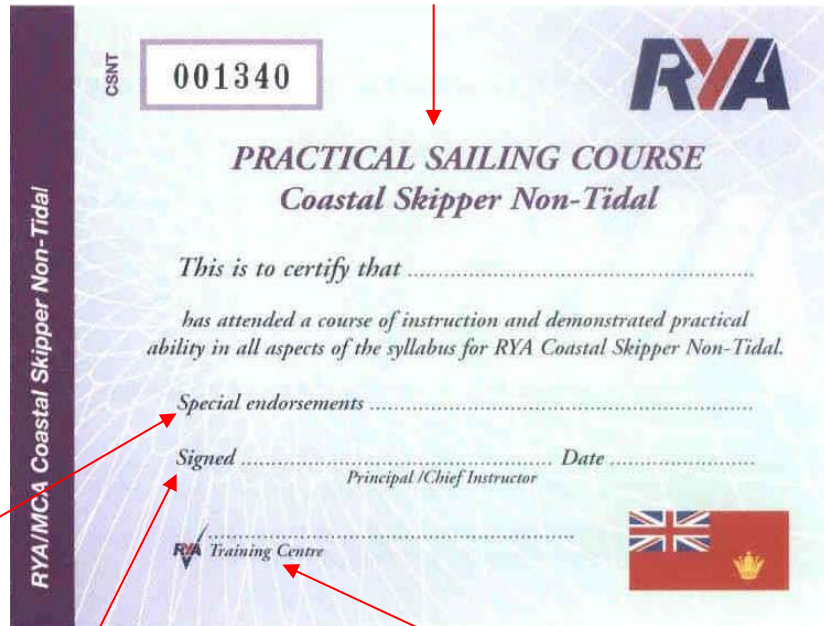 CSNT
001340
RYA
PRACTICAL SAILING COURSE
Coastal Skipper Non-Tidal
This is to certify that ............................................................
has attended a course of instruction and demonstrated practical
ability in all aspects of the syllabus for RYA Coastal Skipper Non-Tidal.
Special endorsements ..................................................................
Signed ...................................................... Date .........................
Principal /Chief Instructor
RYA Training Centre
RYA/MCA Coastal Skipper Non-Tidal